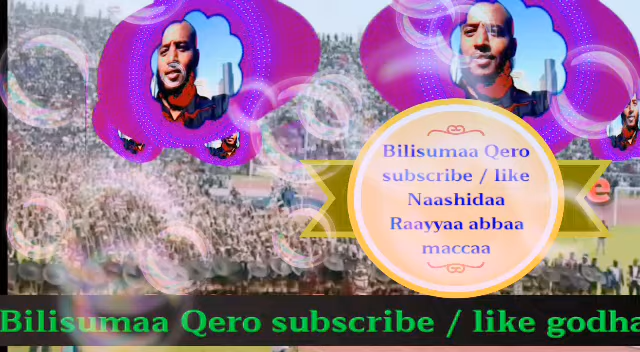 Bilisumaa Qero
subscribe / like
Naashidaa
Raayyaa abbaa
maccaa
e
Bilisumaa Qero subscribe / like godha